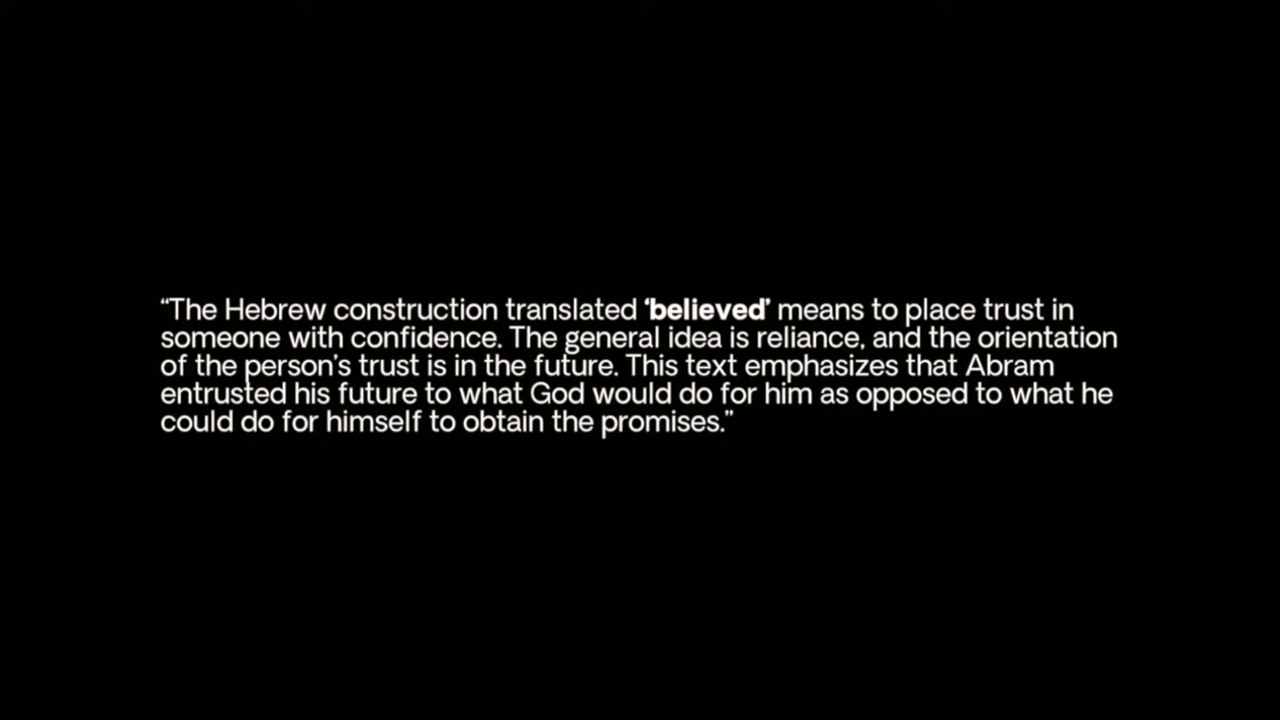 “The Hebrew construction translated ‘believed’ means to place trust in
someone with confidence. The general idea is reliance, and the orientation
of the person’s trust is in the future. This text emphasizes that Abram
entrusted his future to what God would do for him as opposed to what he
could do for himself to obtain the promises.”